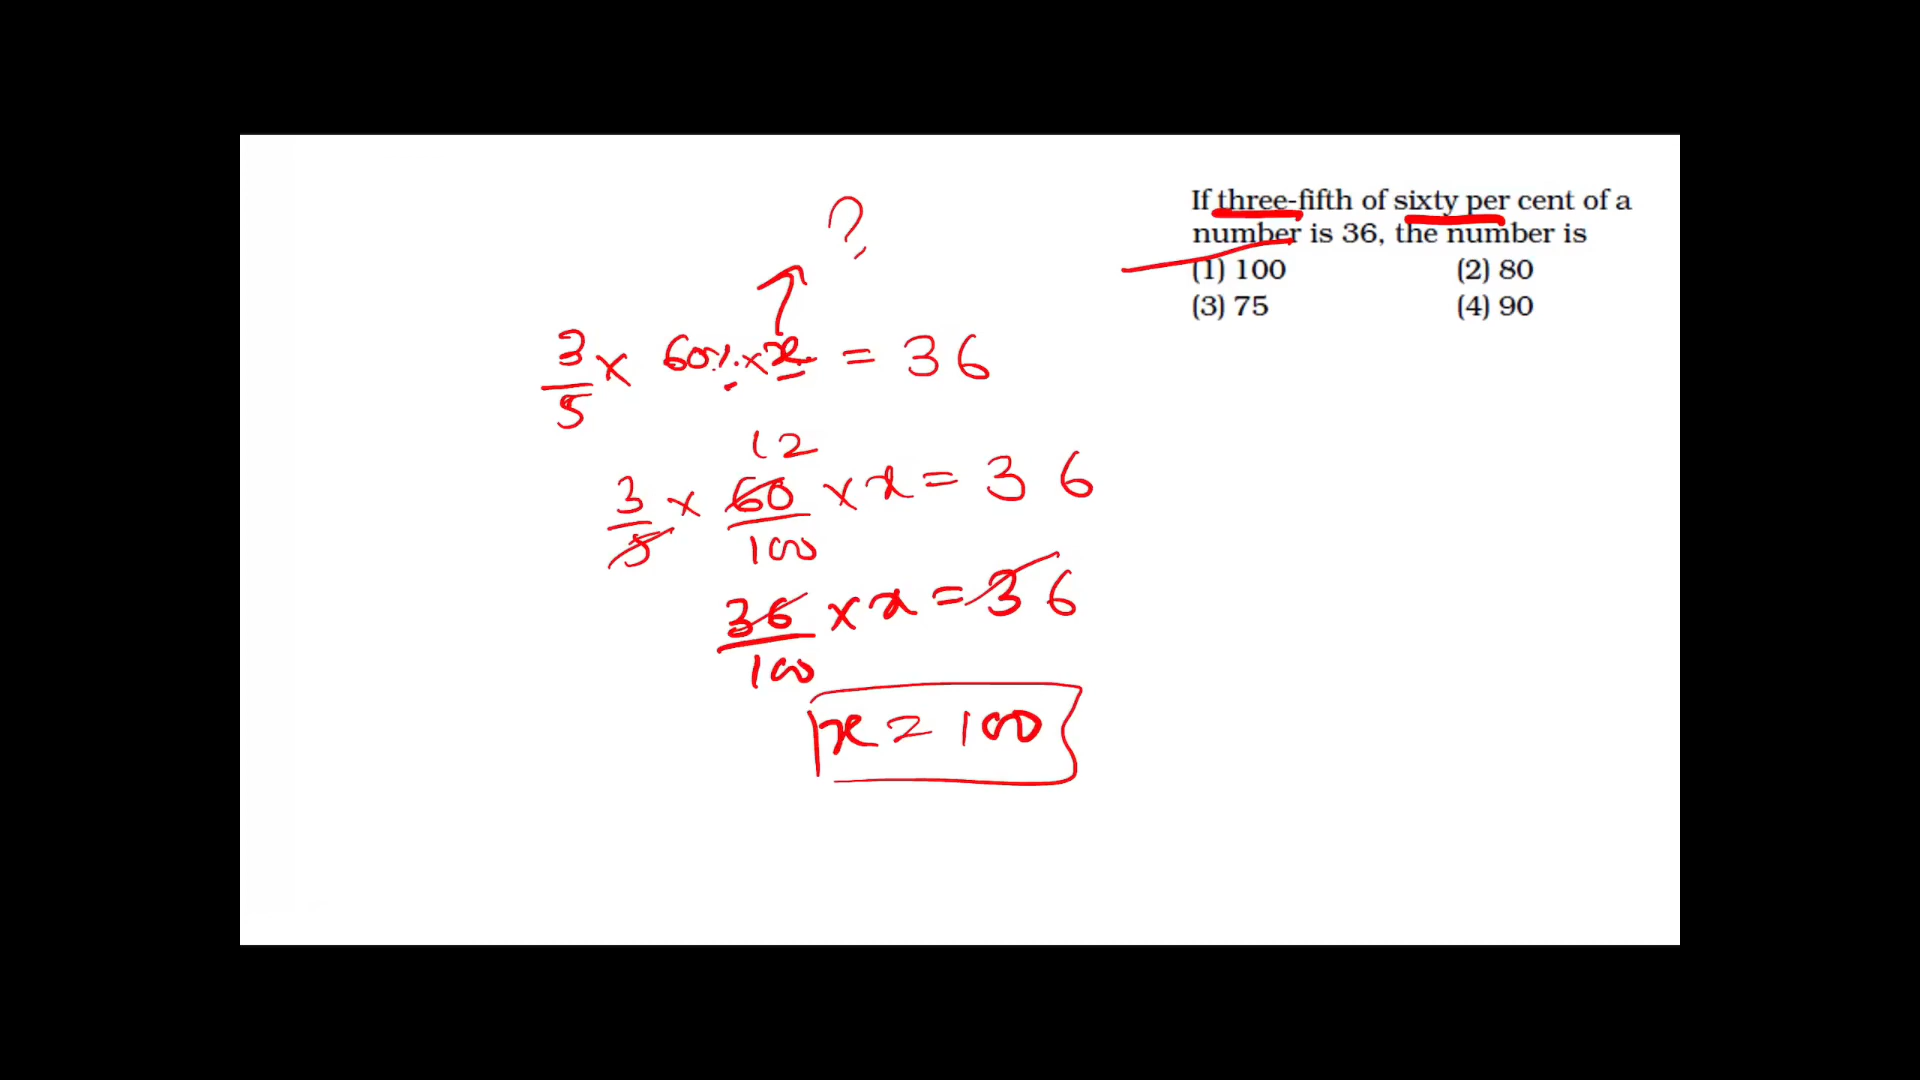 If three-fifth of sixty per cent of a
number is 36, the number is
(1) 100 (2) 80
(3) 75 (4) 90
?
3/5 × 60% × x = 36
12
3/5 × 60/100 × x = 36
36/100 × x = 36
x = 100